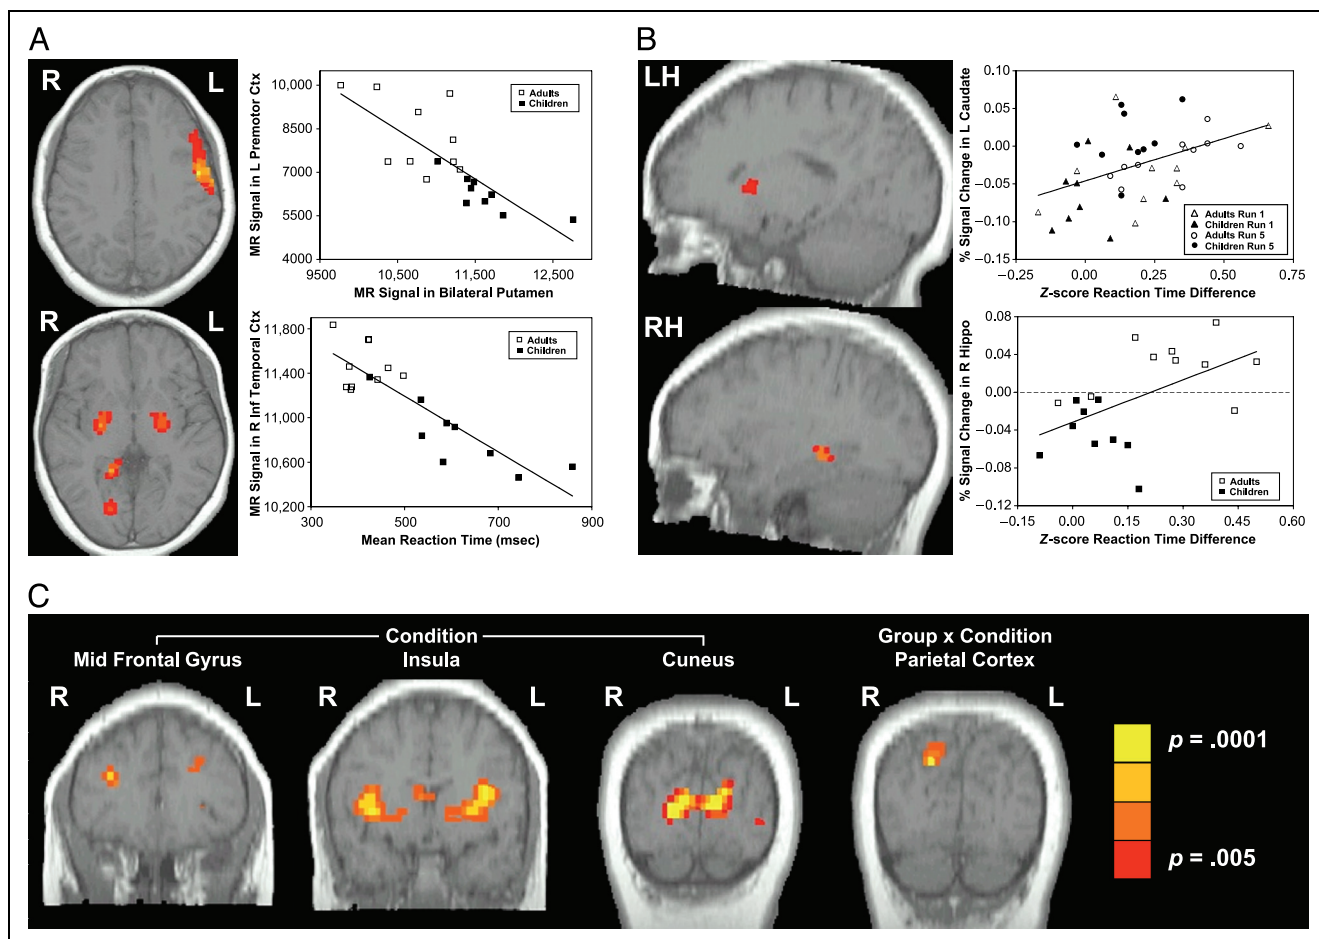 A
R L
MR Signal in L Premotor Ctx
10,000
8500
7000
5500
4000
Adults
Children
9500 10,500 11,500 12,500
MR Signal in Bilateral Putamen
R L
MR Signal in R Inf Temporal Ctx
11,800
11,400
11,000
10,600
10,200
Adults
Children
300 500 700 900
Mean Reaction Time (msec)
B
LH
% Signal Change in L Caudate
0.10
0.05
0.00
−0.05
−0.10
−0.15
Adults Run 1
Children Run 1
Adults Run 5
Children Run 5
−0.25 0.00 0.25 0.50 0.75
Z-score Reaction Time Difference
RH
% Signal Change in R Hippo
0.08
0.04
0.00
−0.04
−0.08
−0.12
Adults
Children
−0.15 0.00 0.15 0.30 0.45 0.60
Z-score Reaction Time Difference
C
Condition
Mid Frontal Gyrus Insula Cuneus
Group x Condition
Parietal Cortex
R L R L R L R L
p = .0001
p = .005